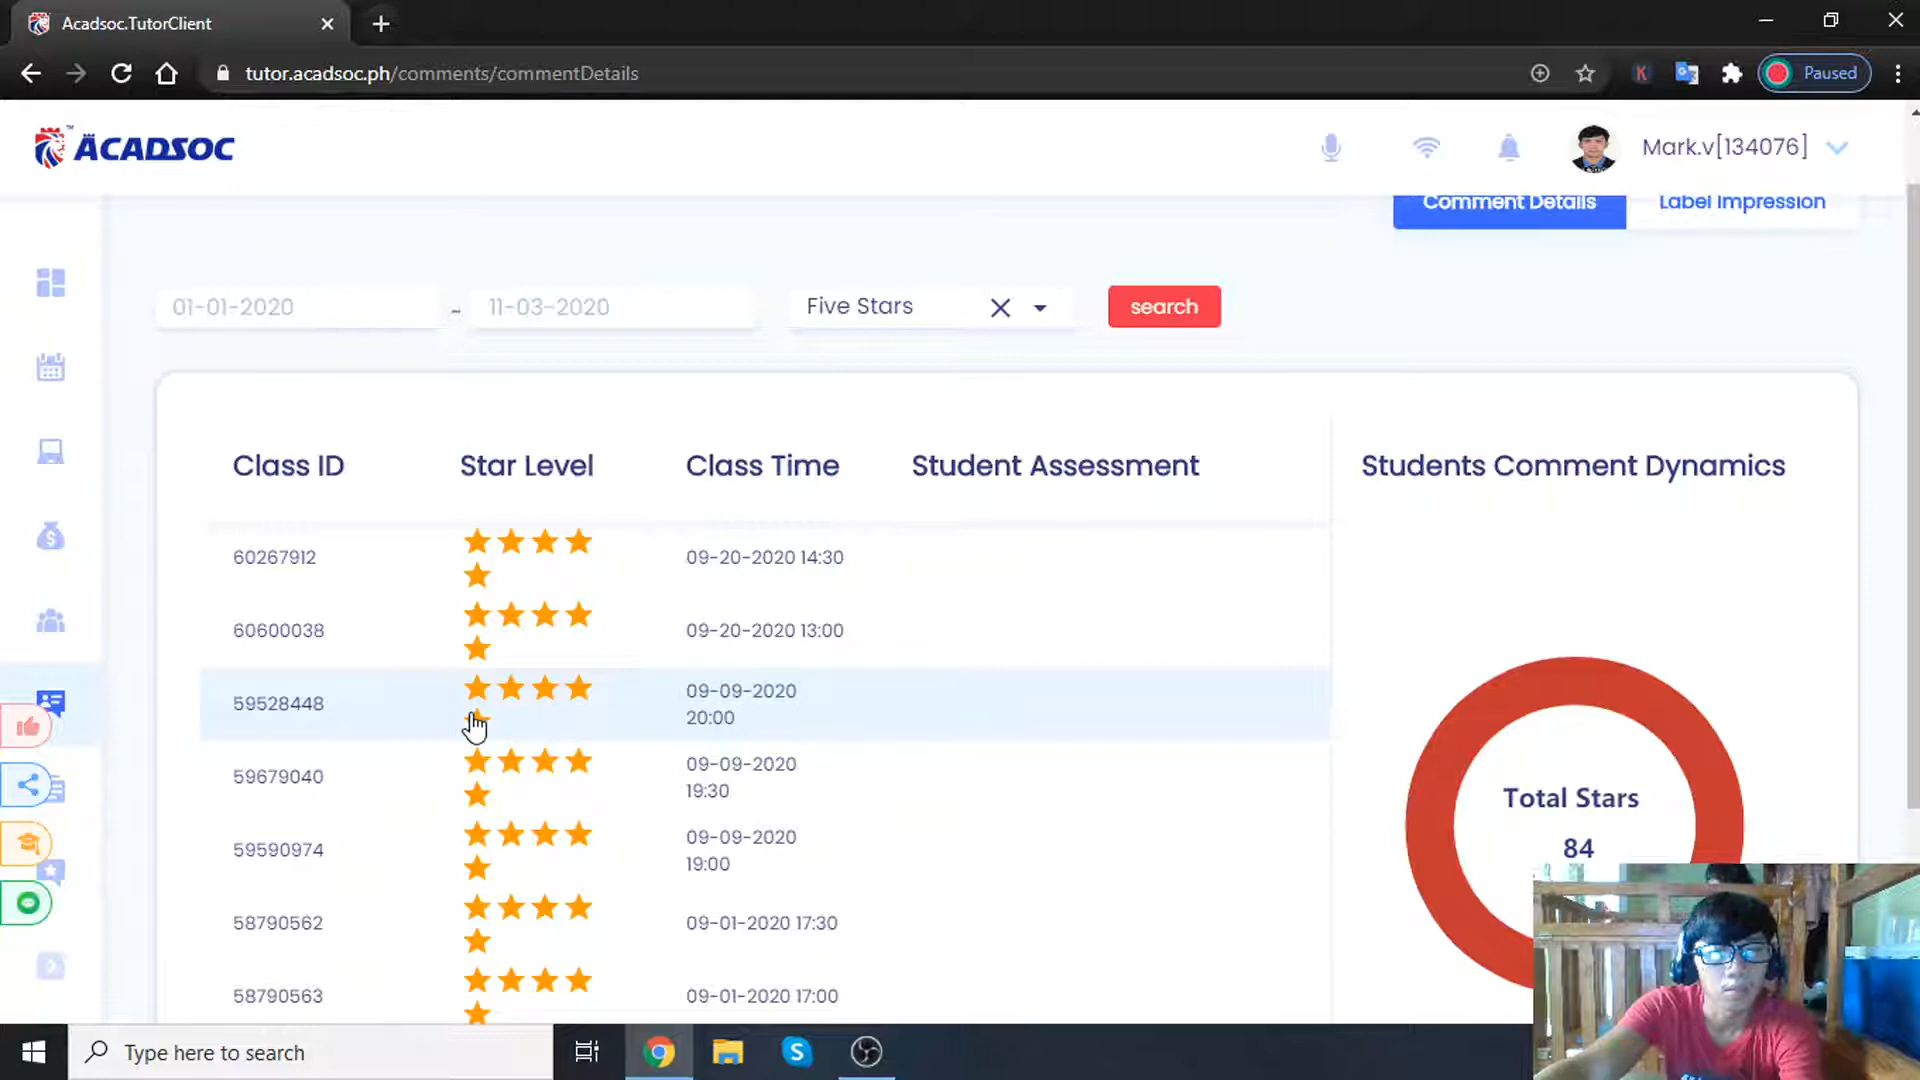 Acadsoc.TutorClient
tutor.acadsoc.ph/comments/commentDetails
K
Paused
ACADSOC
Mark.v[134076]
Comment Details
Label Impression
01-01-2020 ~ 11-03-2020
Five Stars
search
Class ID Star Level Class Time Student Assessment Students Comment Dynamics
60267912 09-20-2020 14:30
60600038 09-20-2020 13:00
59528448 09-09-2020
20:00
59679040 09-09-2020
19:30
59590974 09-09-2020
19:00
58790562 09-01-2020 17:30
58790563 09-01-2020 17:00
Total Stars
84
Type here to search
S